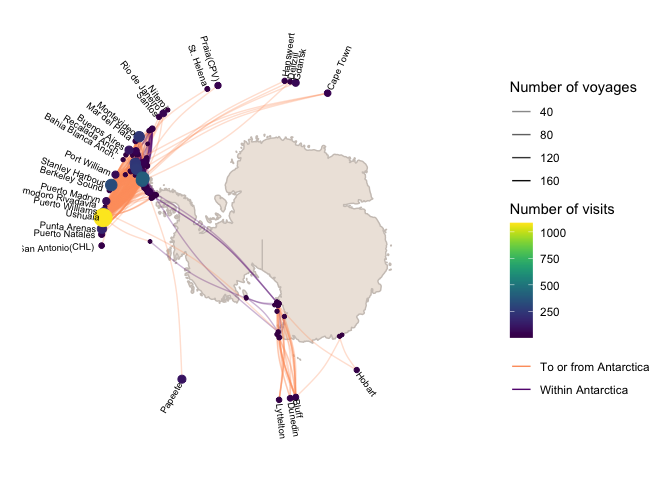 Praia(CPV)
St. Helena
Hansweert
Gdansk
Cape Town
Niteroi
Rio de Janeiro
Santos
Montevideo
Mar del Plata
Buenos Aires
Recalada Anch.
Bahia Blanca Anch.
Port William
Stanley Harbour
Berkeley Sound
Puerto Madryn
modoro Rivadavia
Puerto Williams
Ushuaia
Punta Arenas
Puerto Natales
San Antonio(CHL)
Papeete
Lyttelton
Dunedin
Bluff
Hobart
Number of voyages
40
80
120
160
Number of visits
1000
750
500
250
To or from Antarctica
Within Antarctica